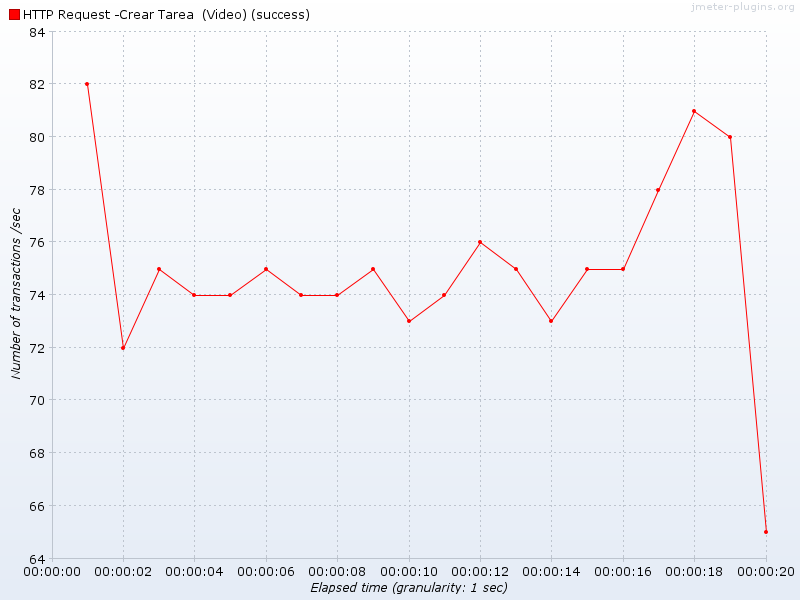 jmeter-plugins.org
HTTP Request -Crear Tarea  (Video) (success)
84
82
80
78
76
74
72
70
68
66
64
Number of transactions /sec
00:00:00 00:00:02 00:00:04 00:00:06 00:00:08 00:00:10 00:00:12 00:00:14 00:00:16 00:00:18 00:00:20
Elapsed time (granularity: 1 sec)